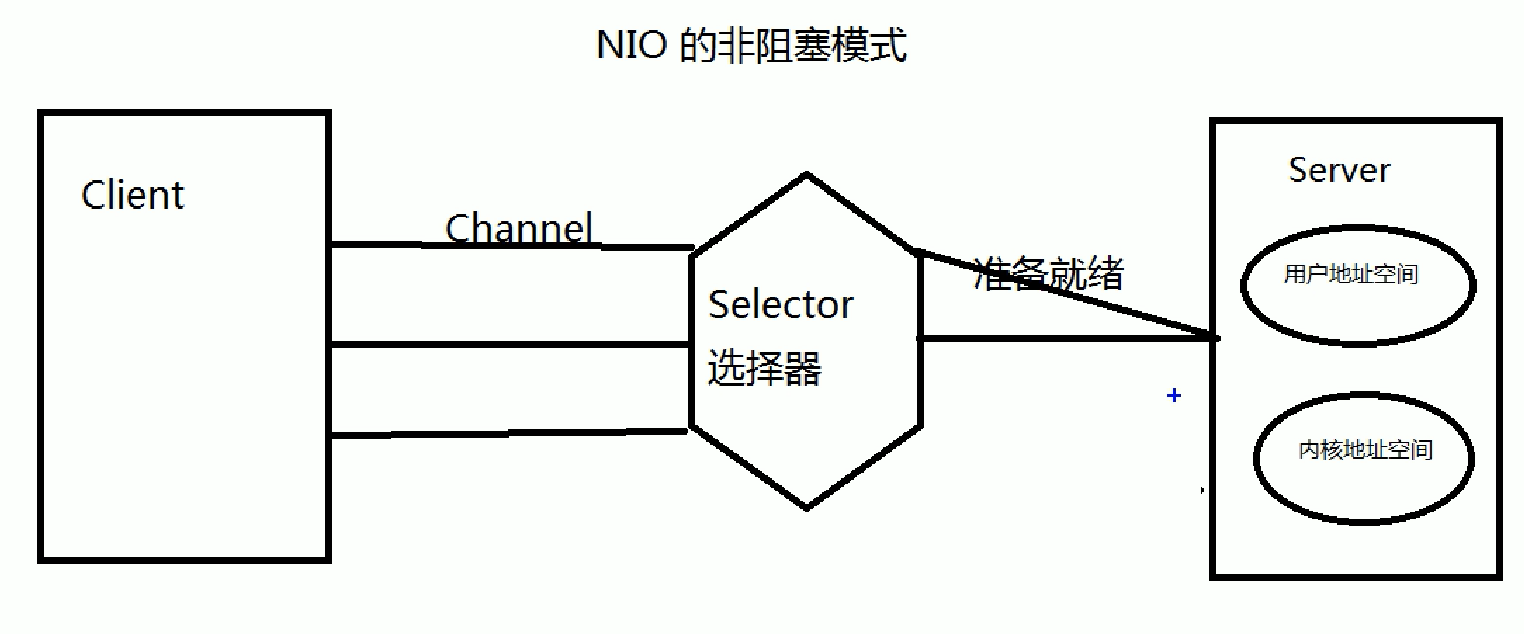 NIO 的非阻塞模式
Client
Channel
Selector
选择器
准备就绪
Server
用户地址空间
内核地址空间